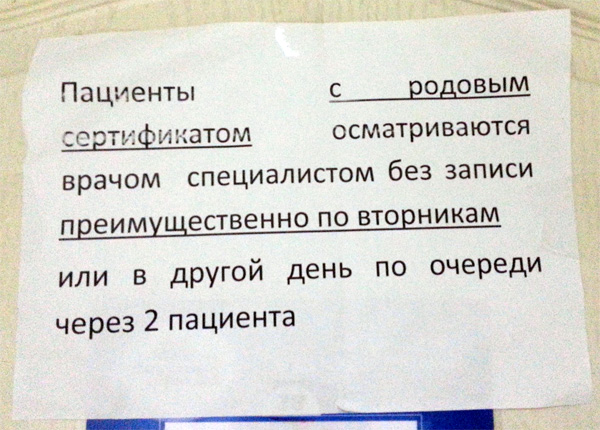 Пациенты с родовым
сертификатом осматриваются
врачом специалистом без записи
преимущественно по вторникам
или в другой день по очереди
через 2 пациента